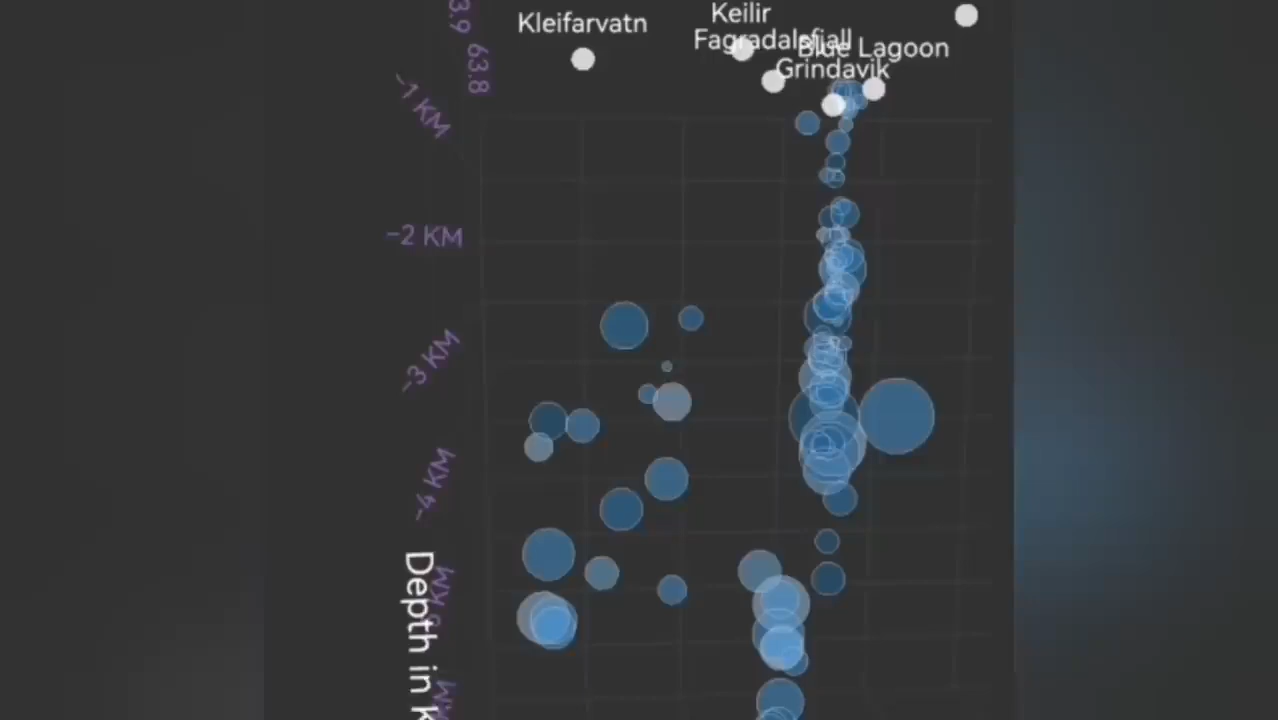 Keilir
Kleifarvatn
Fagradalsfjall
Blue Lagoon
Grindavik
3.9
63.8
-1 KM
-2 KM
-3 KM
-4 KM
KM
Depth in K